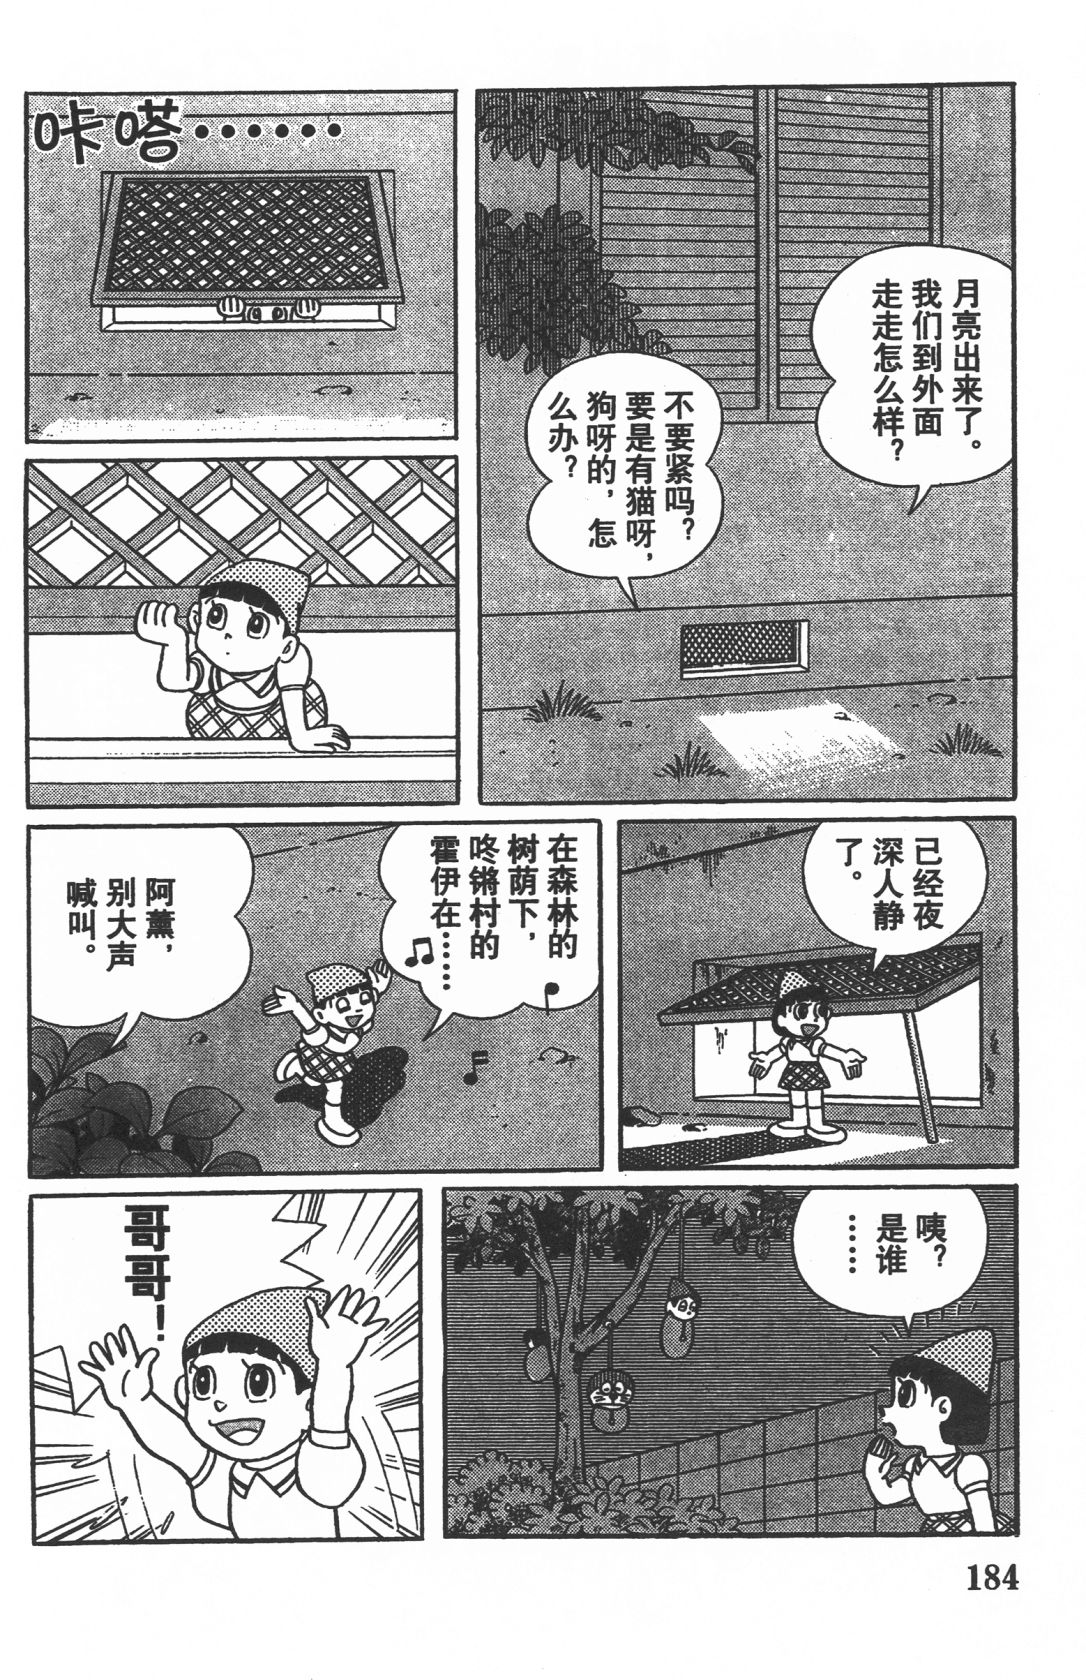 月亮出来了。
我们到外面
走走怎么样？
不要紧吗？
要是有猫呀，
狗呀的，怎
么办？
咔嗒……
已经夜
深人静
了。
在森林的
树荫下，
咚锵村的
霍伊在……
阿薰，
别大声
喊叫。
咦？
是谁
……
哥哥！
184